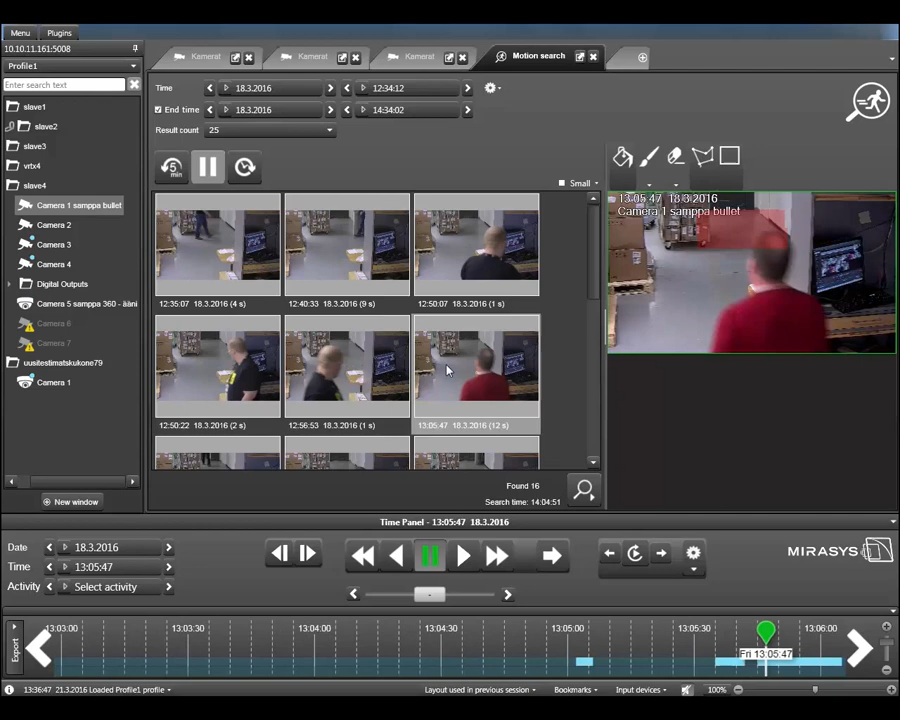 Menu Plugins
10.10.11.161:5008
Profile1
Enter search text
slave1
slave2
slave3
vrtx4
slave4
Camera 1 samppa bullet
Camera 2
Camera 3
Camera 4
Digital Outputs
Camera 5 samppa 360 - ääni
Camera 6
Camera 7
uusitestimatskukone79
Camera 1
New window
Kamerat Kamerat Kamerat Motion search
Time 18.3.2016 12:34:12
End time 18.3.2016 14:34:02
Result count 25
5 min
Small
12:35:07 18.3.2016 (4 s) 12:40:33 18.3.2016 (9 s) 12:50:07 18.3.2016 (1 s)
12:50:22 18.3.2016 (2 s) 12:56:53 18.3.2016 (1 s) 13:05:47 18.3.2016 (12 s)
Found 16
Search time: 14:04:51
13:05:47 18.3.2016
Camera 1 samppa bullet
Time Panel - 13:05:47 18.3.2016
Date 18.3.2016
Time 13:05:47
Activity Select activity
-
MIRASYS
Export
13:03:00 13:03:30 13:04:00 13:04:30 13:05:00 13:05:30 13:06:00
Fri 13:05:47
13:36:47 21.3.2016 Loaded Profile1 profile
Layout used in previous session Bookmarks Input devices 100%